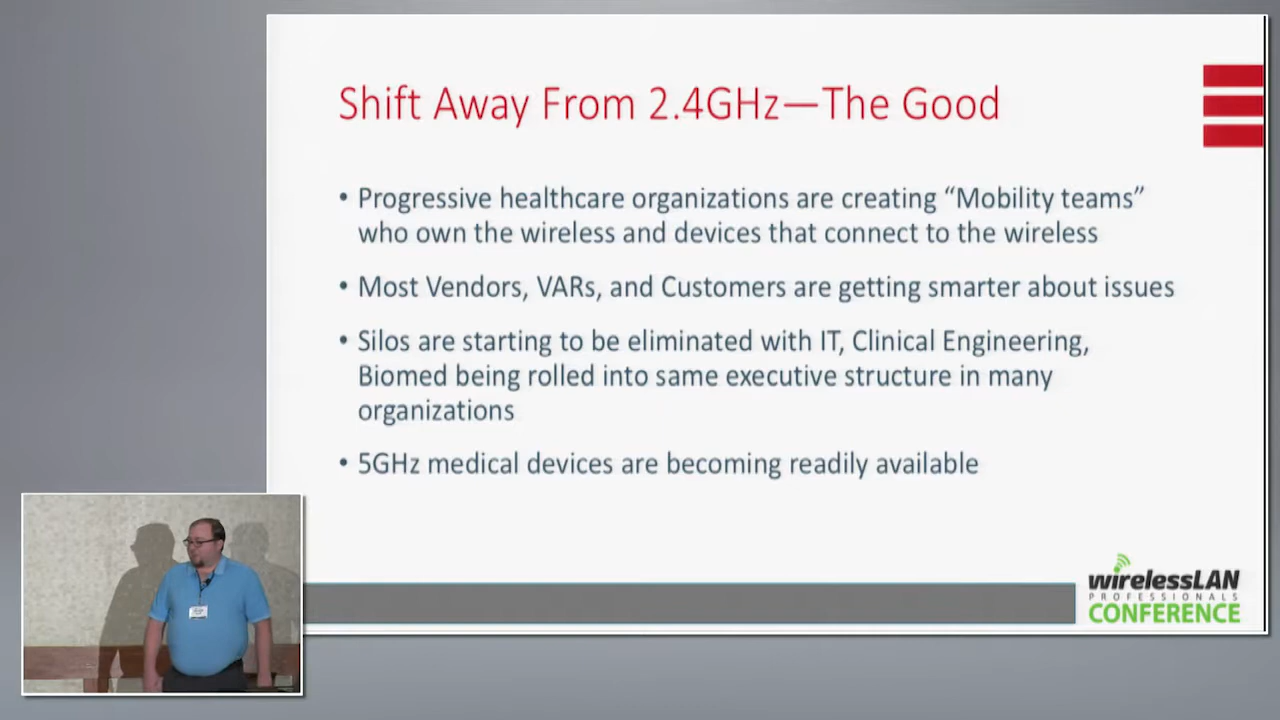 Shift Away From 2.4GHz—The Good
• Progressive healthcare organizations are creating “Mobility teams”
who own the wireless and devices that connect to the wireless
• Most Vendors, VARs, and Customers are getting smarter about issues
• Silos are starting to be eliminated with IT, Clinical Engineering,
Biomed being rolled into same executive structure in many
organizations
• 5GHz medical devices are becoming readily available
wirelessLAN
PROFESSIONALS
CONFERENCE